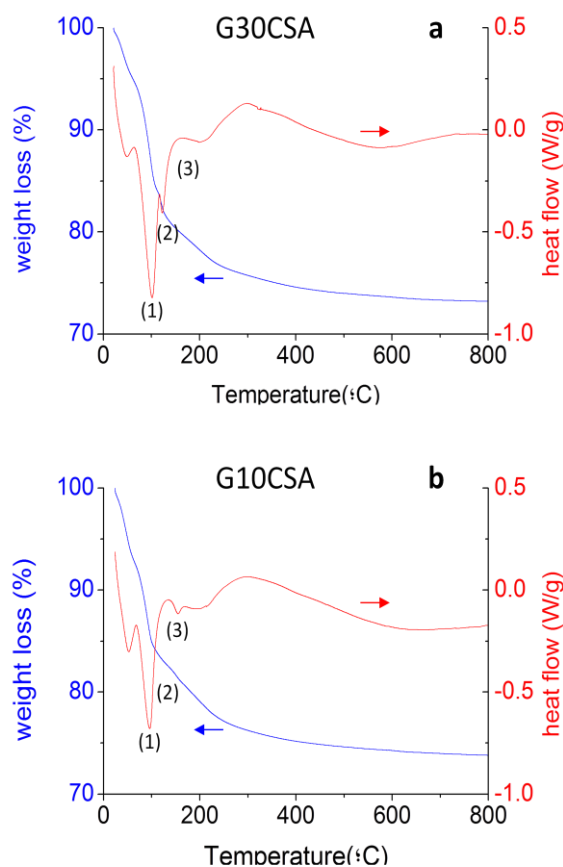 G30CSA
a
100
90
80
70
weight loss (%)
0.5
0.0
-0.5
-1.0
heat flow (W/g)
(3)
(2)
(1)
0 200 400 600 800
Temperature(؛C)
G10CSA
b
100
90
80
70
weight loss (%)
0.5
0.0
-0.5
-1.0
heat flow (W/g)
(3)
(2)
(1)
0 200 400 600 800
Temperature(؛C)